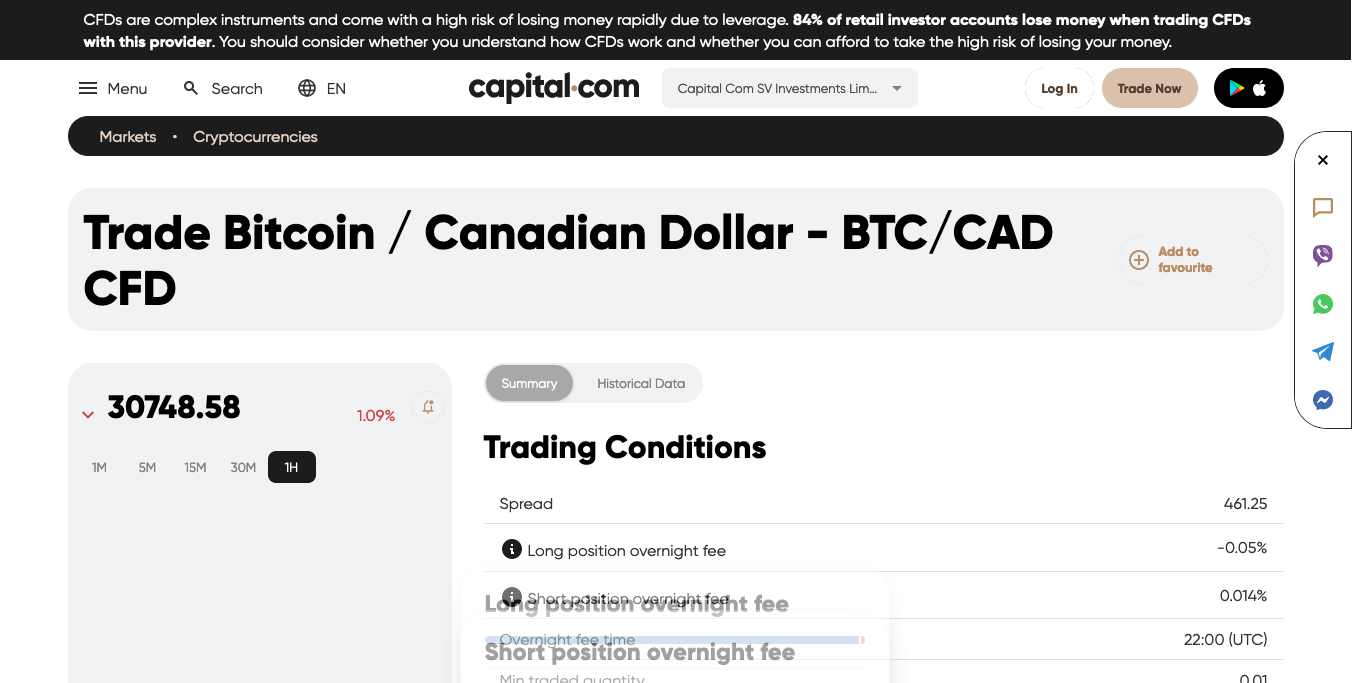 CFDs are complex instruments and come with a high risk of losing money rapidly due to leverage. 84% of retail investor accounts lose money when trading CFDs
with this provider. You should consider whether you understand how CFDs work and whether you can afford to take the high risk of losing your money.
Menu Search EN capital.com Capital Com SV Investments Lim... Log In Trade Now
Markets • Cryptocurrencies
Trade Bitcoin / Canadian Dollar - BTC/CAD
CFD
Add to
favourite
30748.58 1.09%
1M 5M 15M 30M 1H
Summary Historical Data
Trading Conditions
Spread 461.25
Long position overnight fee -0.05%
Short position overnight fee 0.014%
Long position overnight fee
Overnight fee time 22:00 (UTC)
Short position overnight fee
Min traded quantity 0.01